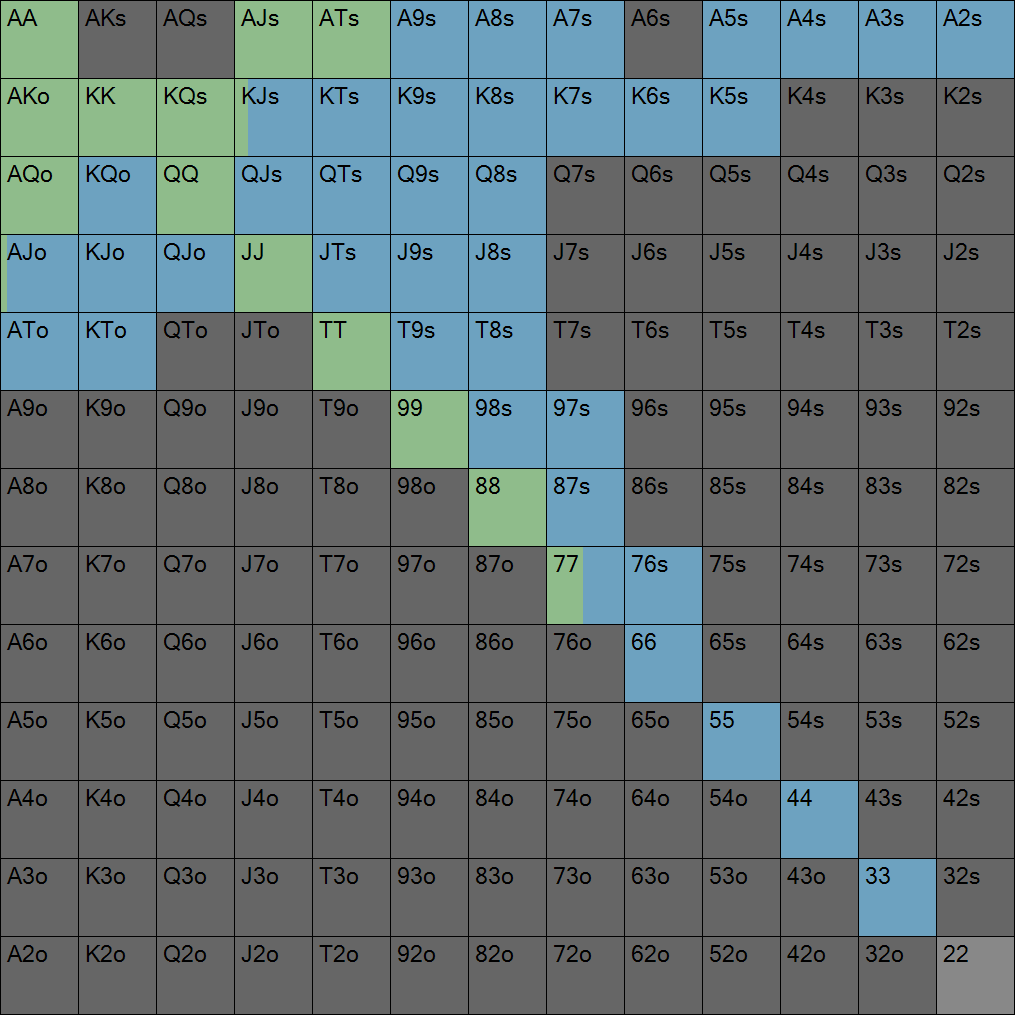 AA AKs AQs AJs ATs A9s A8s A7s A6s A5s A4s A3s A2s
AKo KK KQs KJs KTs K9s K8s K7s K6s K5s K4s K3s K2s
AQo KQo QQ QJs QTs Q9s Q8s Q7s Q6s Q5s Q4s Q3s Q2s
AJo KJo QJo JJ JTs J9s J8s J7s J6s J5s J4s J3s J2s
ATo KTo QTo JTo TT T9s T8s T7s T6s T5s T4s T3s T2s
A9o K9o Q9o J9o T9o 99 98s 97s 96s 95s 94s 93s 92s
A8o K8o Q8o J8o T8o 98o 88 87s 86s 85s 84s 83s 82s
A7o K7o Q7o J7o T7o 97o 87o 77 76s 75s 74s 73s 72s
A6o K6o Q6o J6o T6o 96o 86o 76o 66 65s 64s 63s 62s
A5o K5o Q5o J5o T5o 95o 85o 75o 65o 55 54s 53s 52s
A4o K4o Q4o J4o T4o 94o 84o 74o 64o 54o 44 43s 42s
A3o K3o Q3o J3o T3o 93o 83o 73o 63o 53o 43o 33 32s
A2o K2o Q2o J2o T2o 92o 82o 72o 62o 52o 42o 32o 22